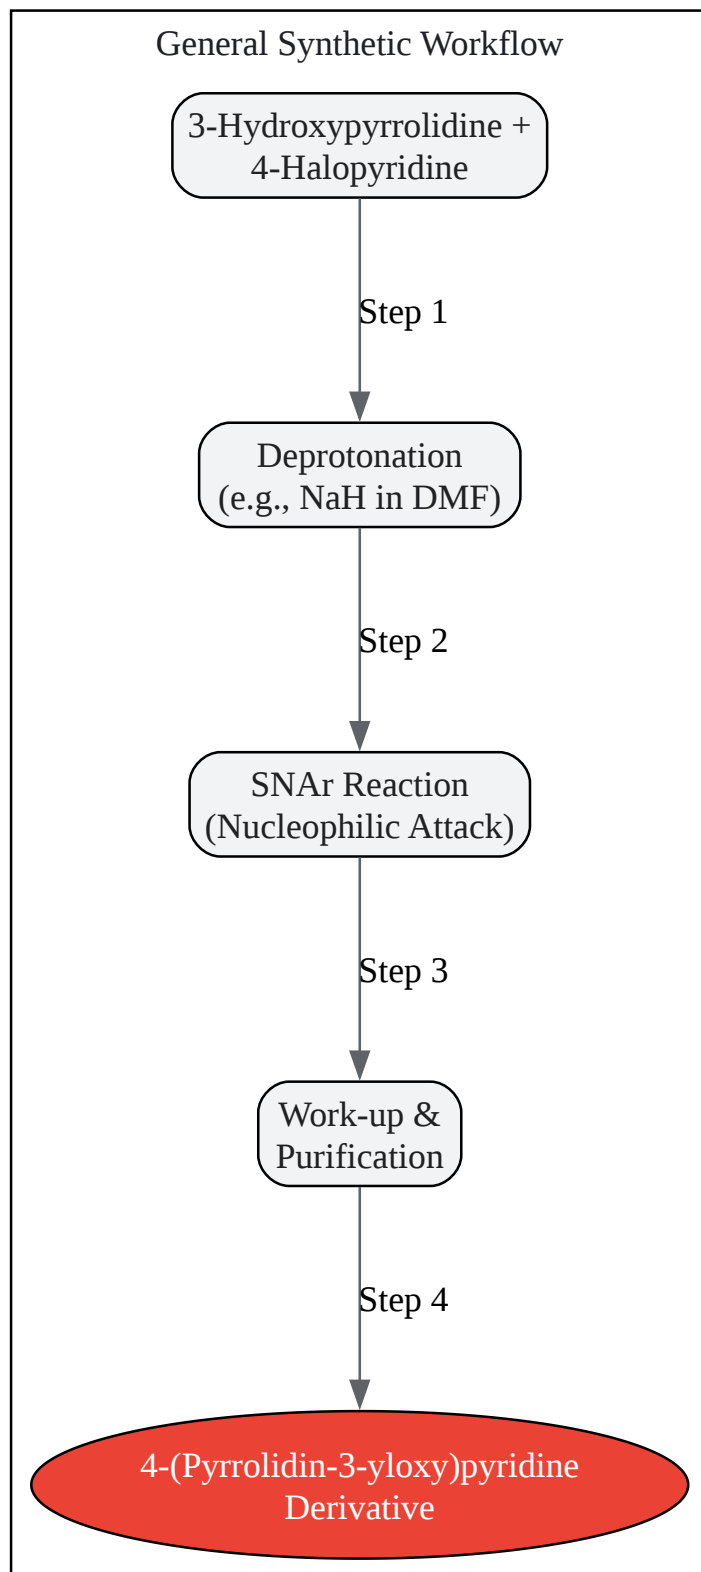 General Synthetic Workflow
3-Hydroxypyrrolidine +
4-Halopyridine
Step 1
Deprotonation
(e.g., NaH in DMF)
Step 2
SNAr Reaction
(Nucleophilic Attack)
Step 3
Work-up &
Purification
Step 4
4-(Pyrrolidin-3-yloxy)pyridine
Derivative